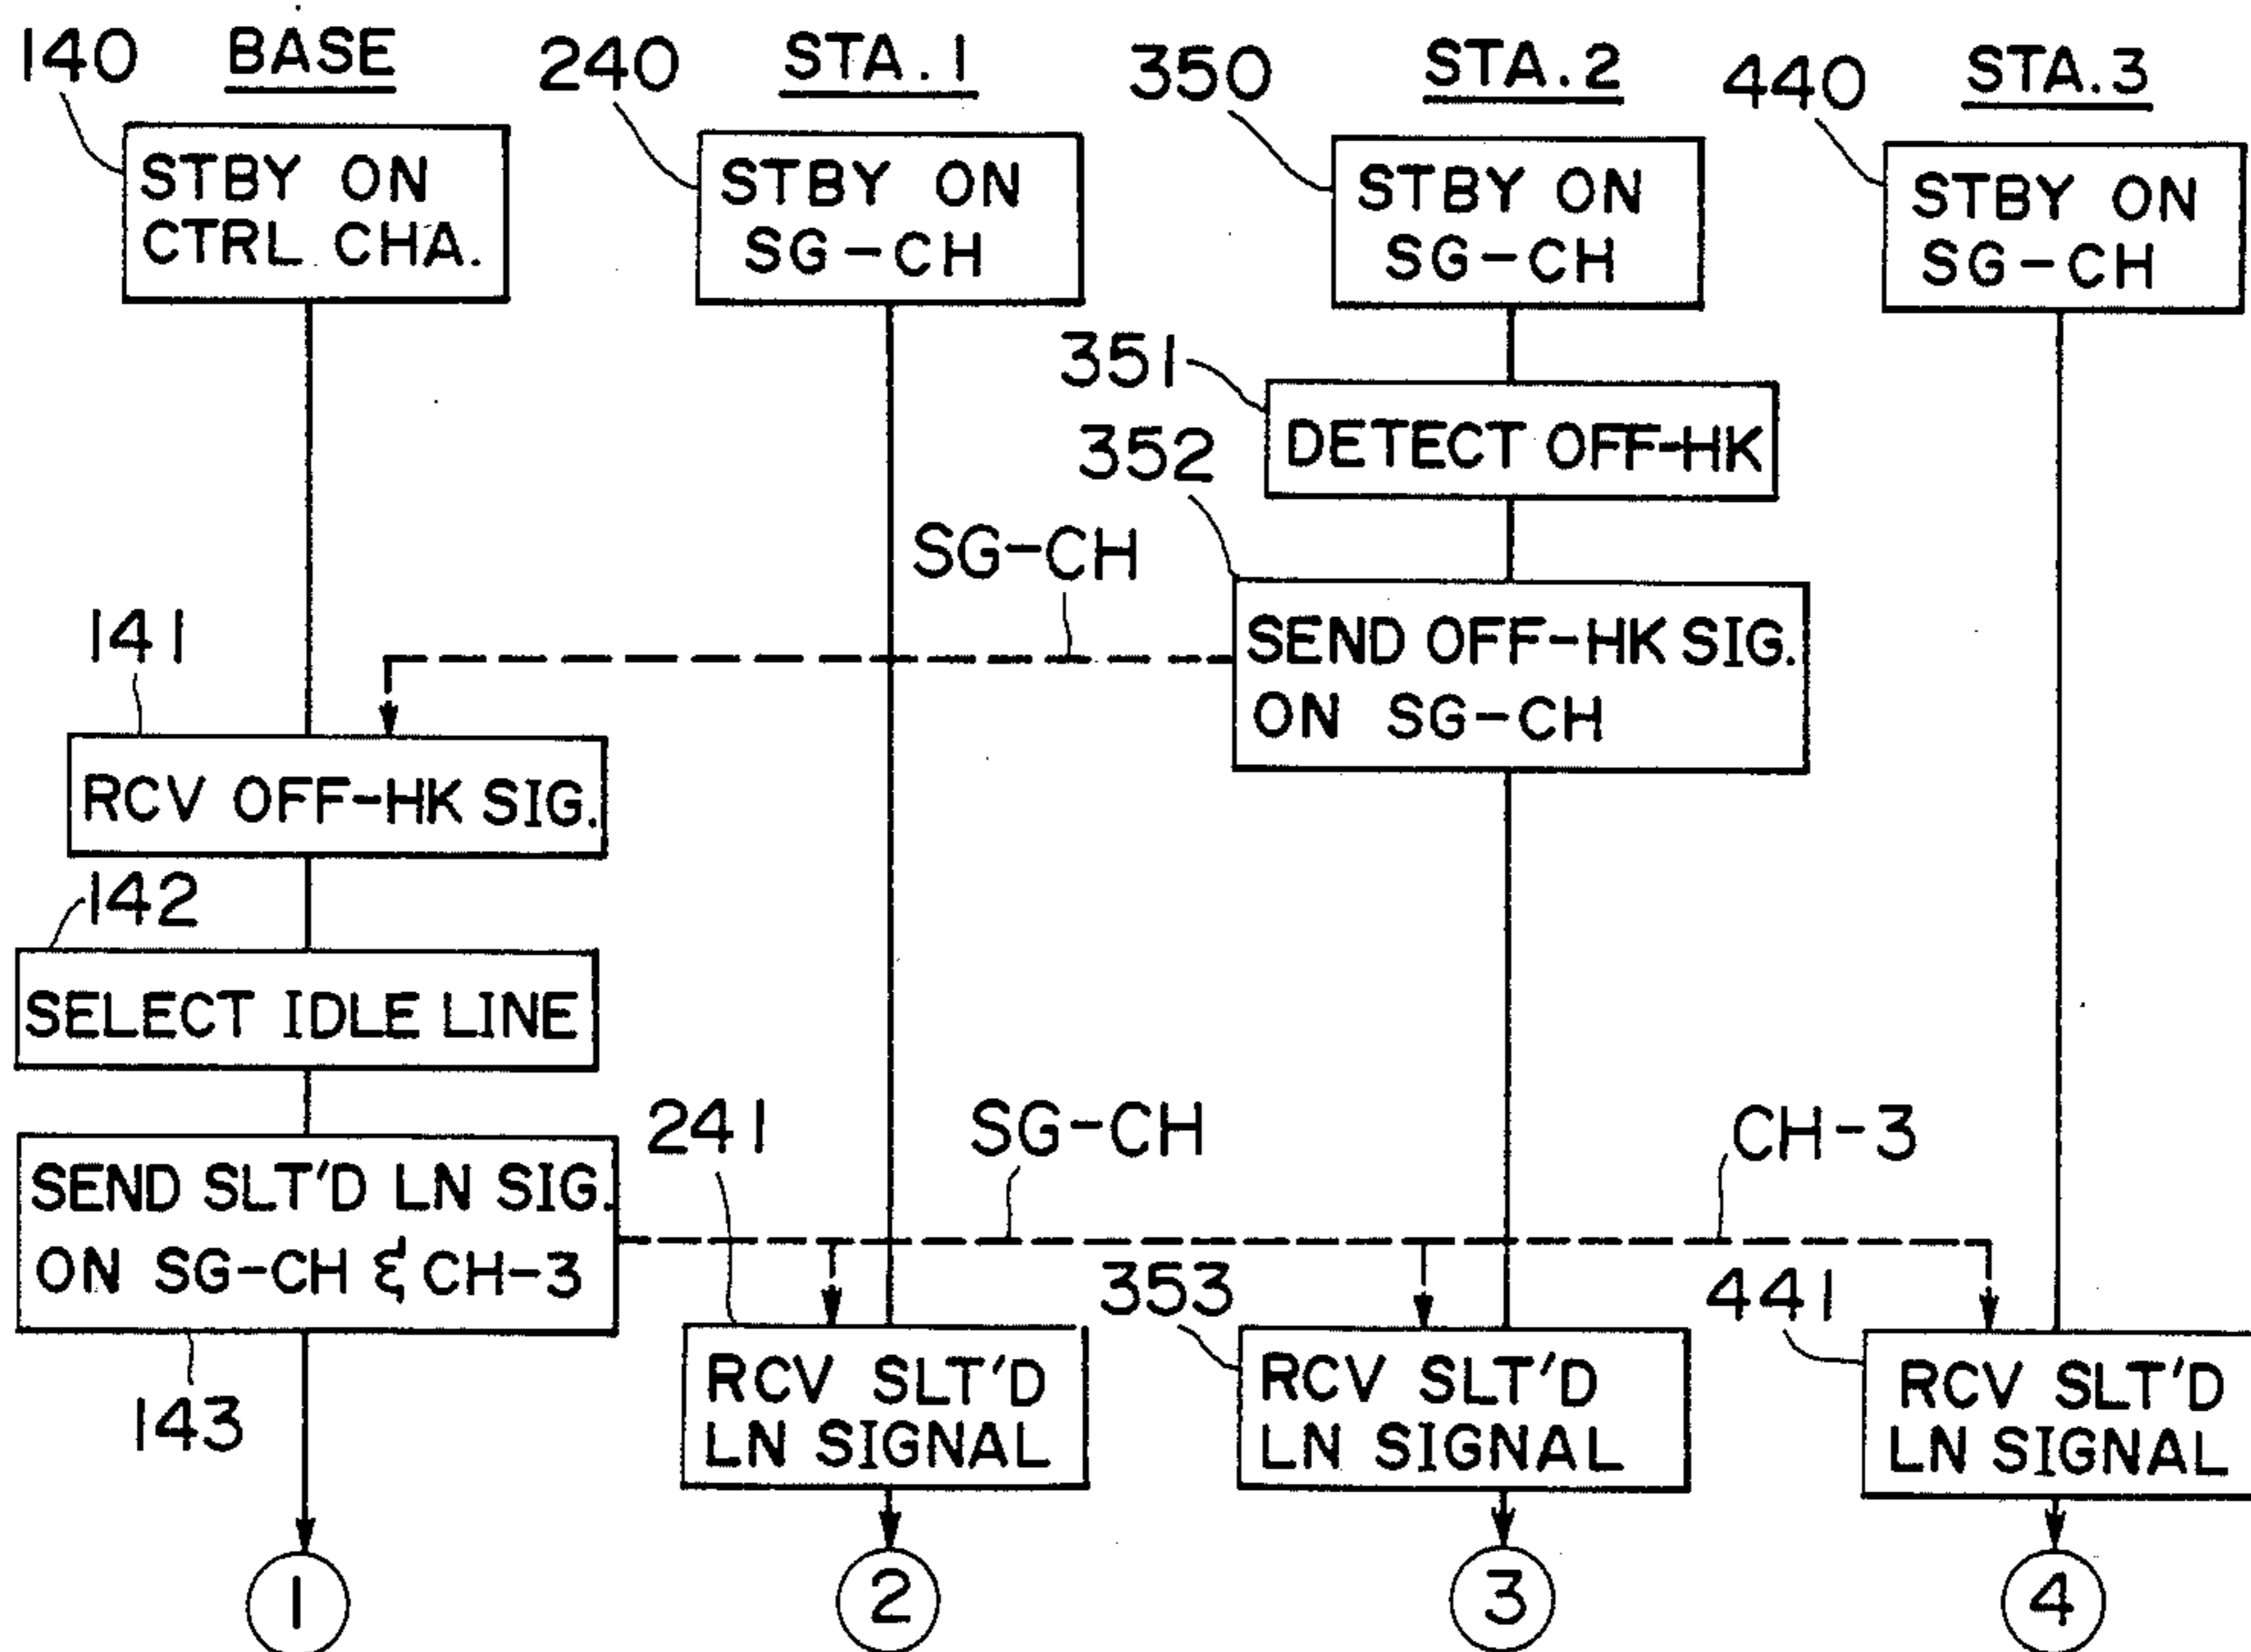 140 BASE 240 STA.1 350 STA.2 440 STA.3
STBY ON
CTRL CHA.
STBY ON
SG-CH
STBY ON
SG-CH
STBY ON
SG-CH
351
DETECT OFF-HK
352
SG-CH
SEND OFF-HK SIG.
ON SG-CH
141
RCV OFF-HK SIG.
142
SELECT IDLE LINE
SEND SLT'D LN SIG.
ON SG-CH & CH-3
143
241
SG-CH
CH-3
353
441
RCV SLT'D
LN SIGNAL
RCV SLT'D
LN SIGNAL
RCV SLT'D
LN SIGNAL
1
2
3
4